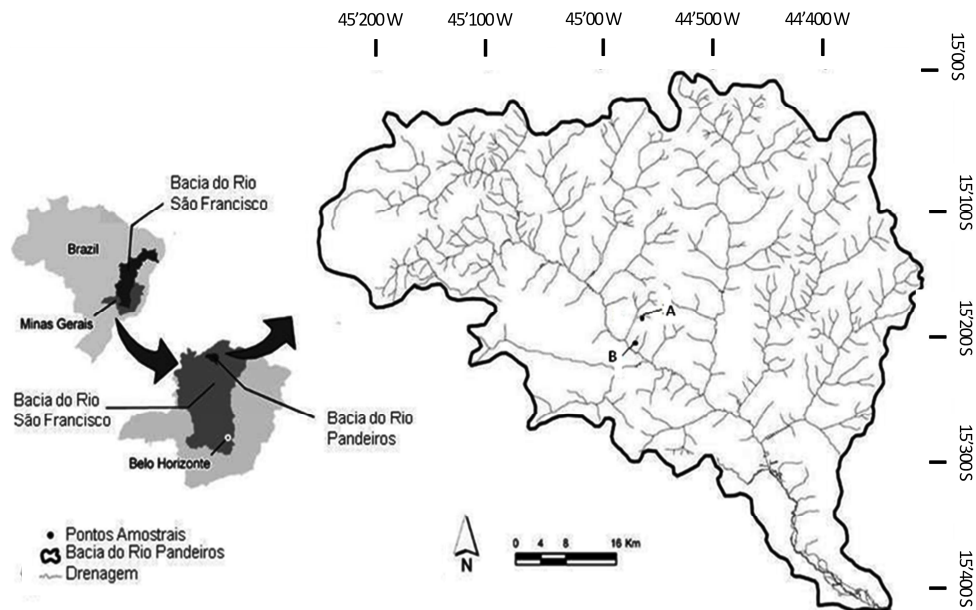 45'200W 45'100W 45'00W 44'500W 44'400W
15'00S
15'100S
15'200S
15'300S
15'400S
Bacia do Rio
São Francisco
Brazil
Minas Gerais
Bacia do Rio
São Francisco
Bacia do Rio
Pandeiros
Belo Horizonte
A
B
Pontos Amostrais
Bacia do Rio Pandeiros
Drenagem
N
0 4 8 16 Km